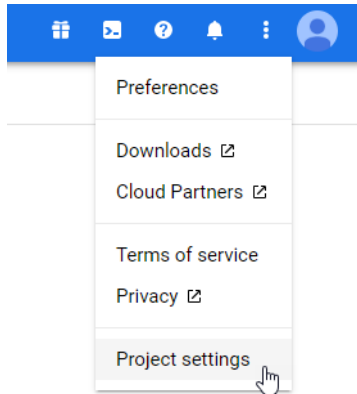 Preferences
Downloads
Cloud Partners
Terms of service
Privacy
Project settings